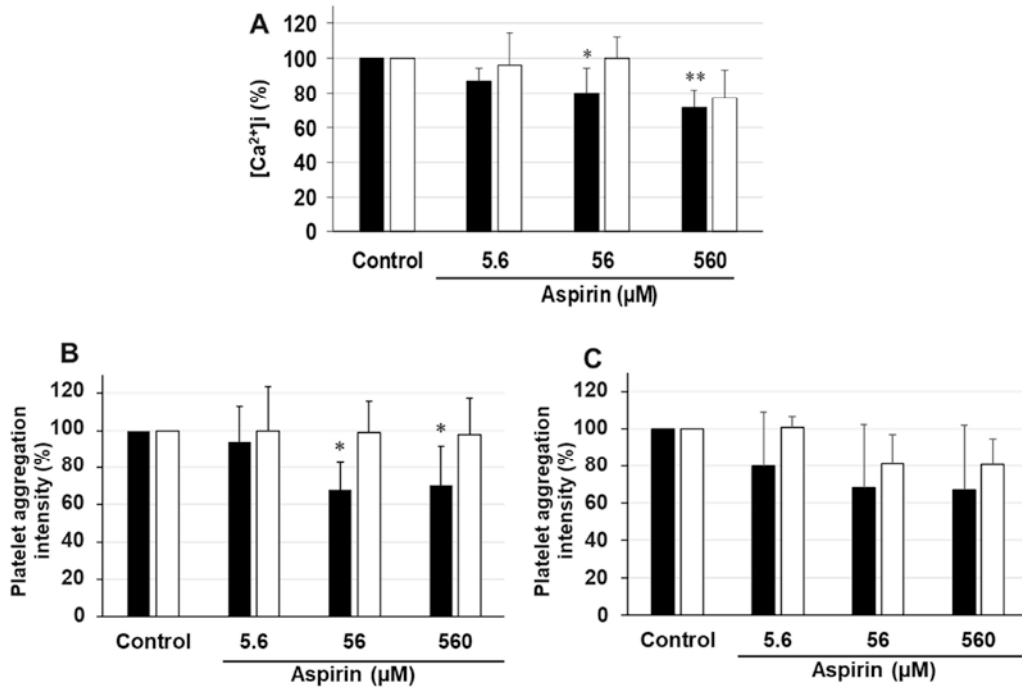 A
[Ca²⁺]i (%)
120
100
80
60
40
20
0
*
**
Control
5.6
56
560
Aspirin (µM)
B
Platelet aggregation
intensity (%)
120
100
80
60
40
20
0
*
*
Control
5.6
56
560
Aspirin (µM)
C
Platelet aggregation
intensity (%)
120
100
80
60
40
20
0
Control
5.6
56
560
Aspirin (µM)